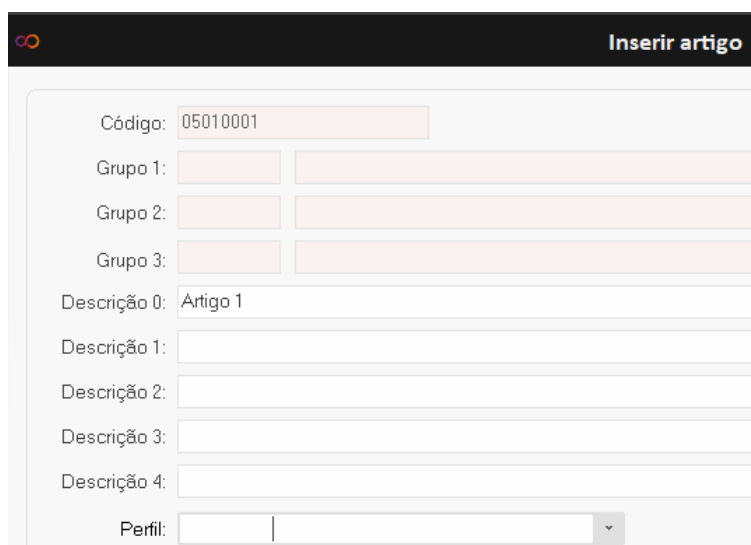 Inserir artigo
Código: 05010001
Grupo 1:
Grupo 2:
Grupo 3:
Descrição 0: Artigo 1
Descrição 1:
Descrição 2:
Descrição 3:
Descrição 4:
Perfil: